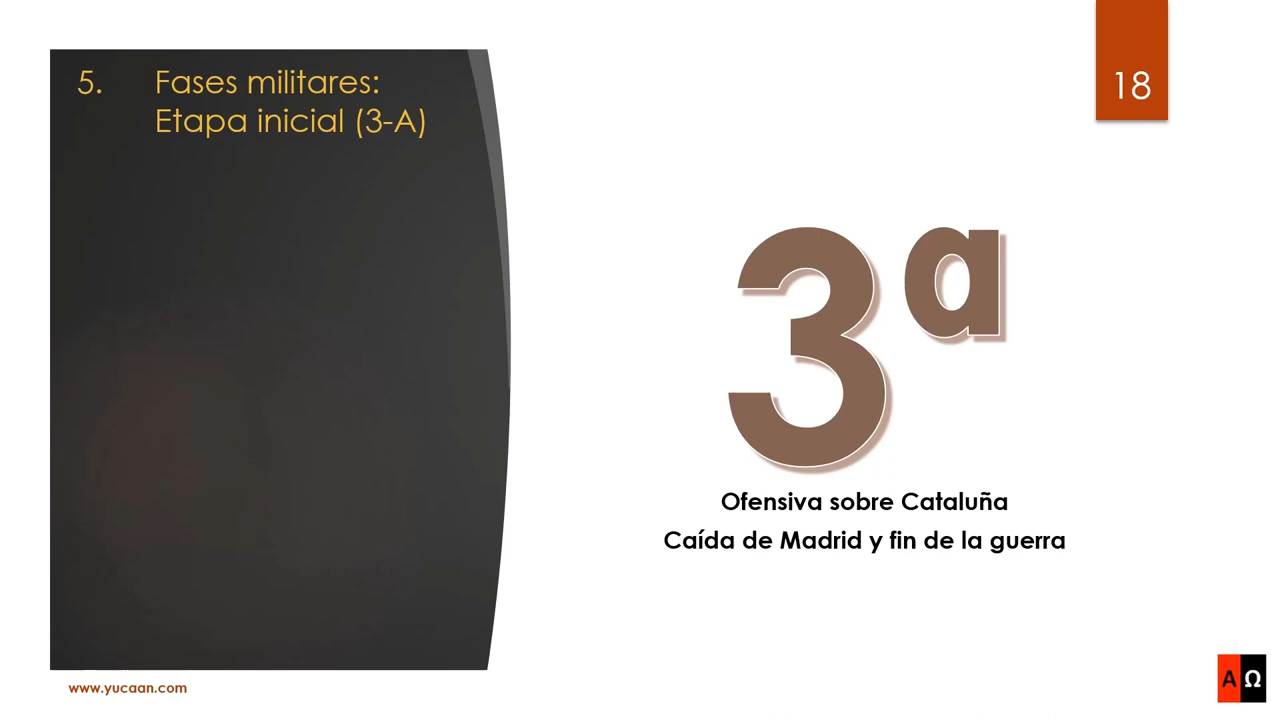 5. Fases militares:
Etapa inicial (3-A)
18
3ª
Ofensiva sobre Cataluña
Caída de Madrid y fin de la guerra
www.yucaan.com
ΑΩ